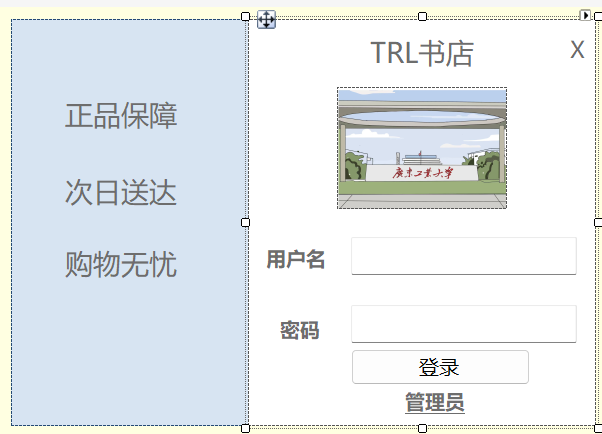 正品保障
次日送达
购物无忧
TRL书店
X
广东工业大学
用户名
密码
登录
管理员